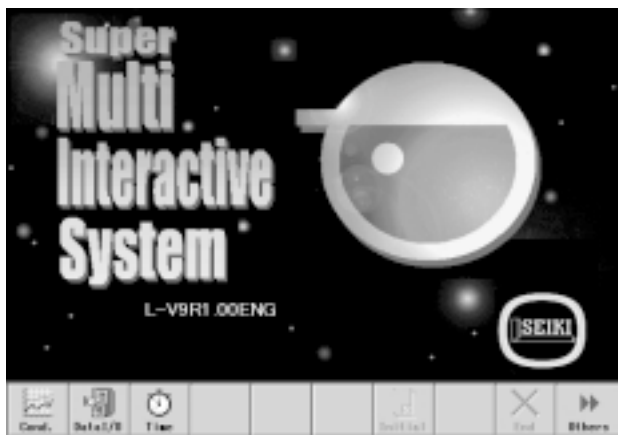 Super
Multi
Interactive
System
L-V9R1.00ENG
SEIKI
Cond. Data I/O Time Initial End Others